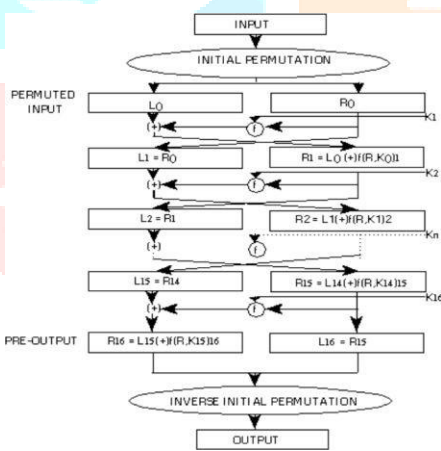 INPUT
INITIAL PERMUTATION
PERMUTED
INPUT
L0 R0
K1
(+) f
L1 = R0 R1 = L0 (+)f(R,K0)1
K2
(+) f
L2 = R1 R2 = L1(+)f(R,K1)2
Kn
(+) f
L15 = R14 R15 = L14(+)f(R,K14)15
K16
(+) f
PRE-OUTPUT R16 = L15(+)f(R,K15)16 L16 = R15
INVERSE INITIAL PERMUTATION
OUTPUT